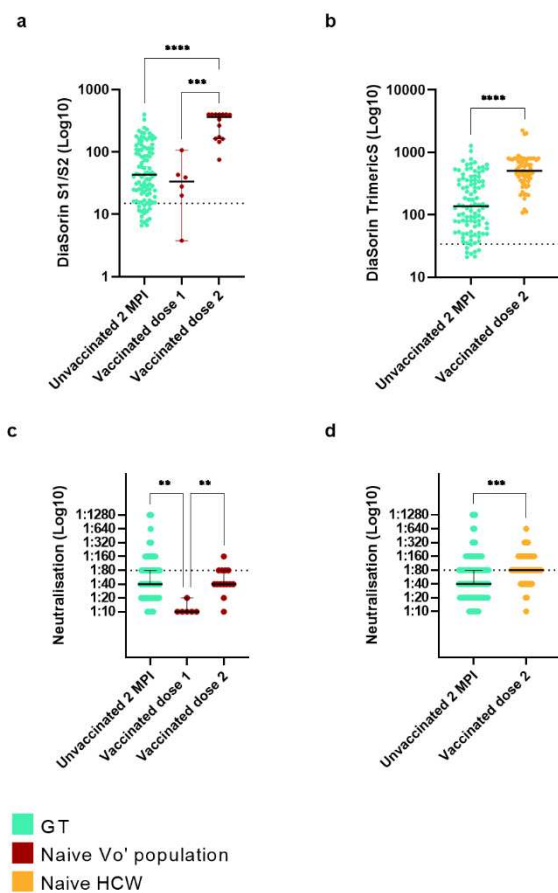 a
b
****
***
****
DiaSorin S1/S2 (Log10)
1000
100
10
1
Unvaccinated 2 MPI
Vaccinated dose 1
Vaccinated dose 2
DiaSorin TrimericS (Log10)
10000
1000
100
10
Unvaccinated 2 MPI
Vaccinated dose 2
c
d
**
**
***
Neutralisation (Log10)
1:1280
1:640
1:320
1:160
1:80
1:40
1:20
1:10
Unvaccinated 2 MPI
Vaccinated dose 1
Vaccinated dose 2
Neutralisation (Log10)
1:1280
1:640
1:320
1:160
1:80
1:40
1:20
1:10
Unvaccinated 2 MPI
Vaccinated dose 2
GT
Naive Vo' population
Naive HCW